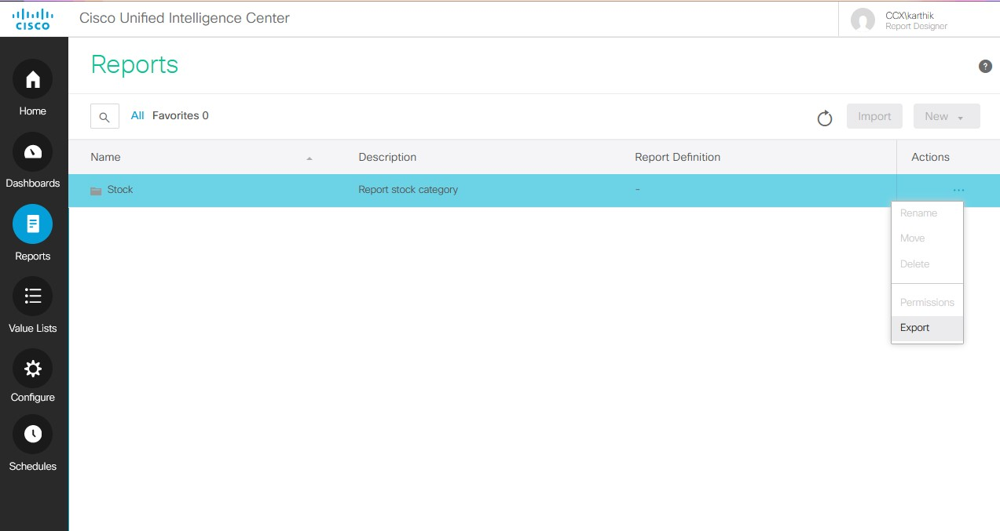 CISCO
Cisco Unified Intelligence Center
CCX\karthik
Report Designer
Reports
?
All Favorites 0
Import
New
Name
Description
Report Definition
Actions
Stock
Report stock category
-
...
Rename
Move
Delete
Permissions
Export
Home
Dashboards
Reports
Value Lists
Configure
Schedules